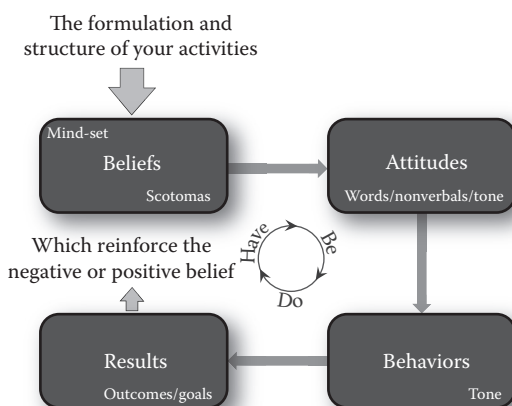 The formulation and
structure of your activities
Mind-set
Beliefs
Scotomas
Attitudes
Words/nonverbals/tone
Which reinforce the
negative or positive belief
Have
Be
Do
Results
Outcomes/goals
Behaviors
Tone